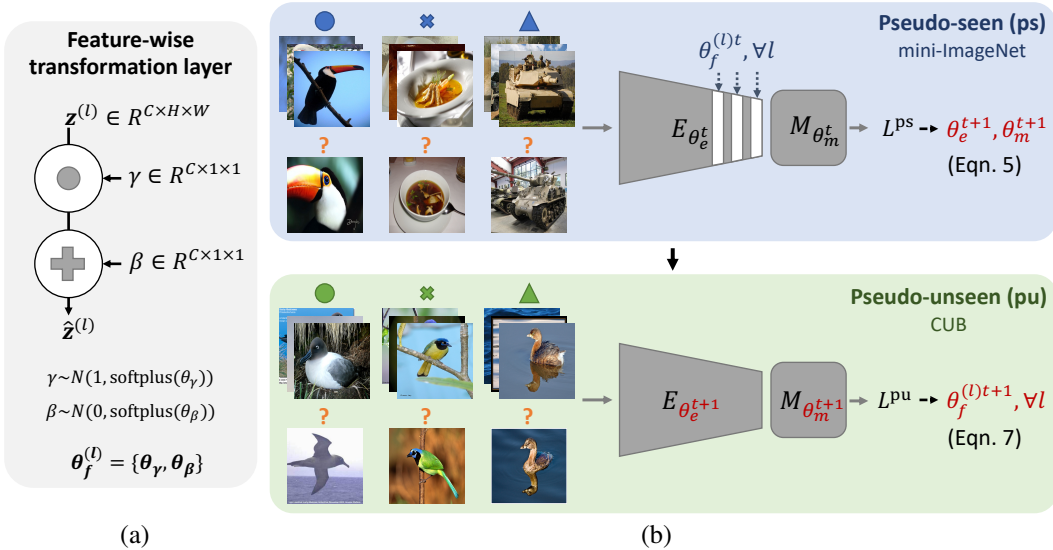 Feature-wise
transformation layer
z^(l) ∈ R^{C×H×W}
γ ∈ R^{C×1×1}
β ∈ R^{C×1×1}
ẑ^(l)
γ~N(1, softplus(θ_γ))
β~N(0, softplus(θ_β))
θ_f^(l) = {θ_γ, θ_β}
(a)
Pseudo-seen (ps)
mini-ImageNet
θ_f^{(l)t}, ∀l
? ? ?
E_{θ_e^t}
M_{θ_m^t}
L^ps
θ_e^{t+1}, θ_m^{t+1}
(Eqn. 5)
Pseudo-unseen (pu)
CUB
? ? ?
E_{θ_e^{t+1}}
M_{θ_m^{t+1}}
L^pu
θ_f^{(l)t+1}, ∀l
(Eqn. 7)
(b)